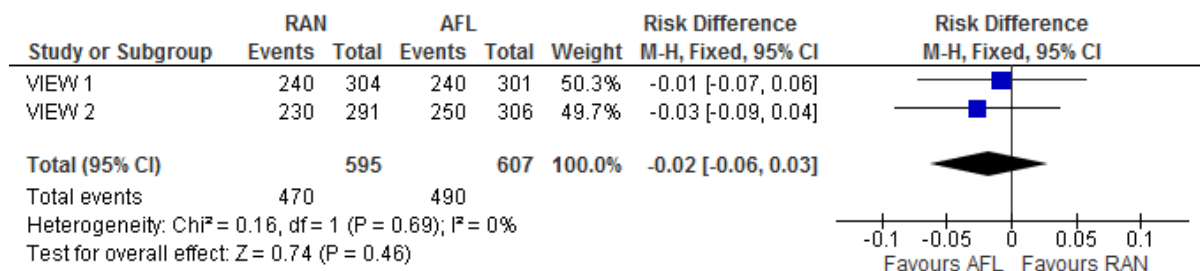 RAN AFL Risk Difference Risk Difference
Study or Subgroup Events Total Events Total Weight M-H, Fixed, 95% CI M-H, Fixed, 95% CI
VIEW 1 240 304 240 301 50.3% -0.01 [-0.07, 0.06]
VIEW 2 230 291 250 306 49.7% -0.03 [-0.09, 0.04]
Total (95% CI) 595 607 100.0% -0.02 [-0.06, 0.03]
Total events 470 490
Heterogeneity: Chi² = 0.16, df = 1 (P = 0.69); I² = 0%
Test for overall effect: Z = 0.74 (P = 0.46)
-0.1 -0.05 0 0.05 0.1
Favours AFL Favours RAN